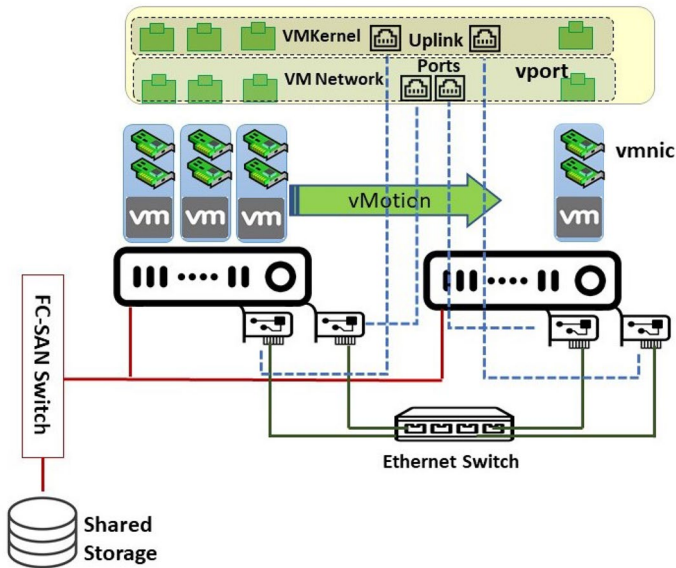 VMKernel
Uplink
VM Network
Ports
vport
vmnic
vm
vm
vm
vMotion
vm
FC-SAN Switch
Ethernet Switch
Shared
Storage